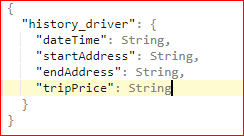 {
"history_driver": {
"dateTime": String,
"startAddress": String,
"endAddress": String,
"tripPrice": String
}
}